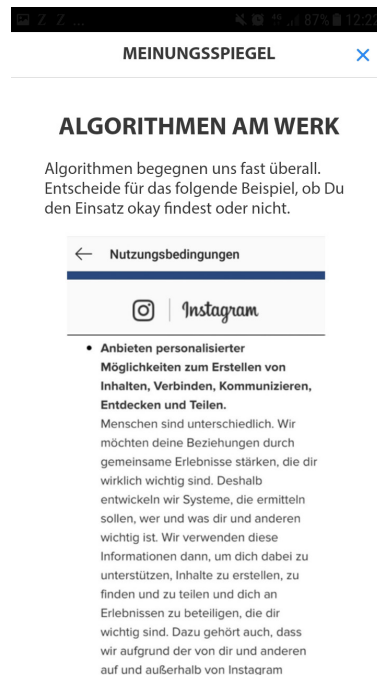 Z Z ... 4G 87% 12:22
MEINUNGSSPIEGEL ×
ALGORITHMEN AM WERK
Algorithmen begegnen uns fast überall.
Entscheide für das folgende Beispiel, ob Du
den Einsatz okay findest oder nicht.
← Nutzungsbedingungen
Instagram
• Anbieten personalisierter
Möglichkeiten zum Erstellen von
Inhalten, Verbinden, Kommunizieren,
Entdecken und Teilen.
Menschen sind unterschiedlich. Wir
möchten deine Beziehungen durch
gemeinsame Erlebnisse stärken, die dir
wirklich wichtig sind. Deshalb
entwickeln wir Systeme, die ermitteln
sollen, wer und was dir und anderen
wichtig ist. Wir verwenden diese
Informationen dann, um dich dabei zu
unterstützen, Inhalte zu erstellen, zu
finden und zu teilen und dich an
Erlebnissen zu beteiligen, die dir
wichtig sind. Dazu gehört auch, dass
wir aufgrund der von dir und anderen
auf und außerhalb von Instagram